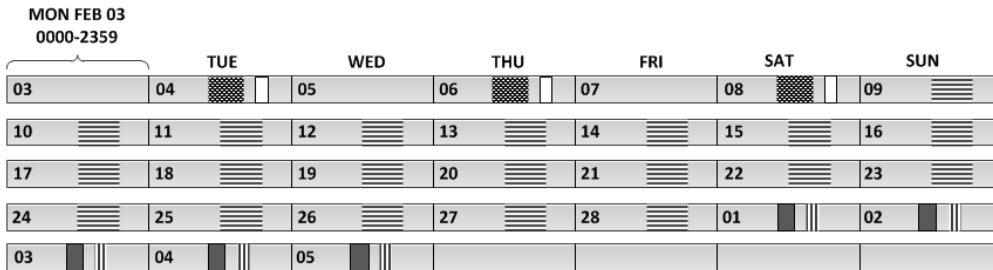 MON FEB 03
0000-2359
TUE WED THU FRI SAT SUN
03 04 05 06 07 08 09
10 11 12 13 14 15 16
17 18 19 20 21 22 23
24 25 26 27 28 01 02
03 04 05